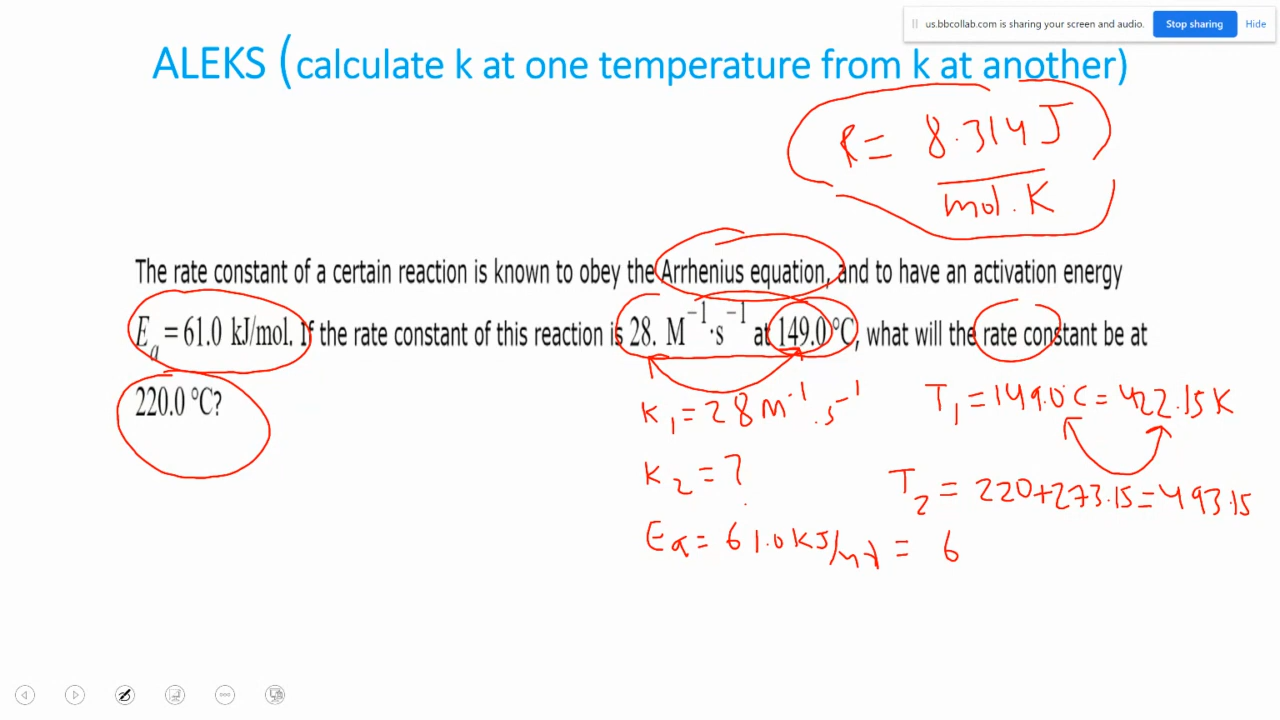 us.bbcollab.com is sharing your screen and audio. Stop sharing Hide
ALEKS (calculate k at one temperature from k at another)
R = 8.314 J
mol.K
The rate constant of a certain reaction is known to obey the Arrhenius equation, and to have an activation energy
Ea = 61.0 kJ/mol. If the rate constant of this reaction is 28. M⁻¹·s⁻¹ at 149.0 °C, what will the rate constant be at
220.0 °C?
K₁ = 28 M⁻¹.s⁻¹
T₁ = 149.0°C = 422.15 K
K₂ = ?
T₂ = 220+273.15 = 493.15
Ea = 61.0 KJ/mol = 6